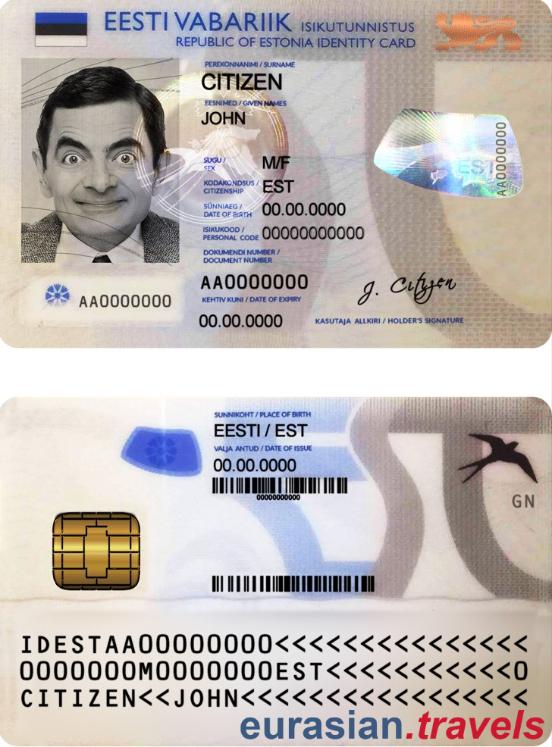 EESTI VABARIIK ISIKUTUNNISTUS
REPUBLIC OF ESTONIA IDENTITY CARD
PEREKONNANIMI / SURNAME
CITIZEN
EESNIMED / GIVEN NAMES
JOHN
SUGU / SEX M/F
KODAKONDSUS / CITIZENSHIP EST
SÜNNIAEG / DATE OF BIRTH 00.00.0000
ISIKUKOOD / PERSONAL CODE 00000000000
DOKUMENDI NUMBER / DOCUMENT NUMBER
AA0000000
KEHTIV KUNI / DATE OF EXPIRY
00.00.0000
AA0000000
EST
AA0000000
J. Cityzen
KASUTAJA ALLKIRI / HOLDER'S SIGNATURE
SÜNNIKOHT / PLACE OF BIRTH
EESTI / EST
VÄLJA ANTUD / DATE OF ISSUE
00.00.0000
00000000000
GN
IDESTAA00000000<<<<<<<<<<<<<<<
0000000M0000000EST<<<<<<<<<<<0
CITIZEN<<JOHN<<<<<<<<<<<<<<<<<
eurasian.travels